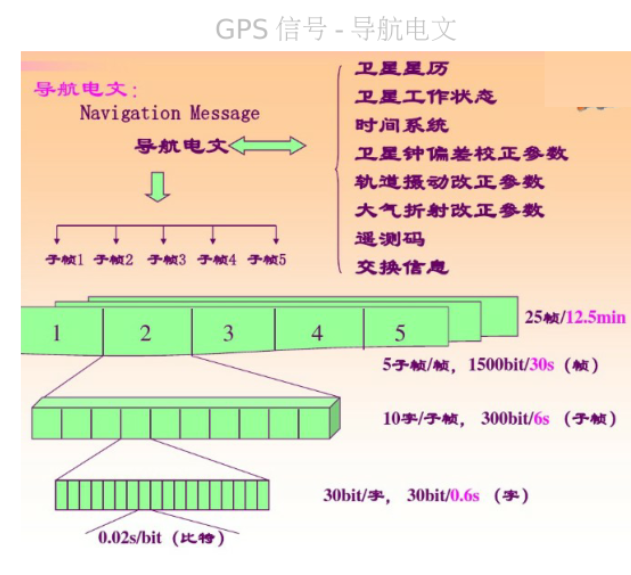 GPS 信号 - 导航电文
导航电文:
Navigation Message
导航电文
卫星星历
卫星工作状态
时间系统
卫星钟偏差校正参数
轨道摄动改正参数
大气折射改正参数
遥测码
交换信息
子帧1 子帧2 子帧3 子帧4 子帧5
1 2 3 4 5
25帧/12.5min
5子帧/帧，1500bit/30s（帧）
10字/子帧，300bit/6s （子帧）
30bit/字，30bit/0.6s （字）
0.02s/bit（比特）